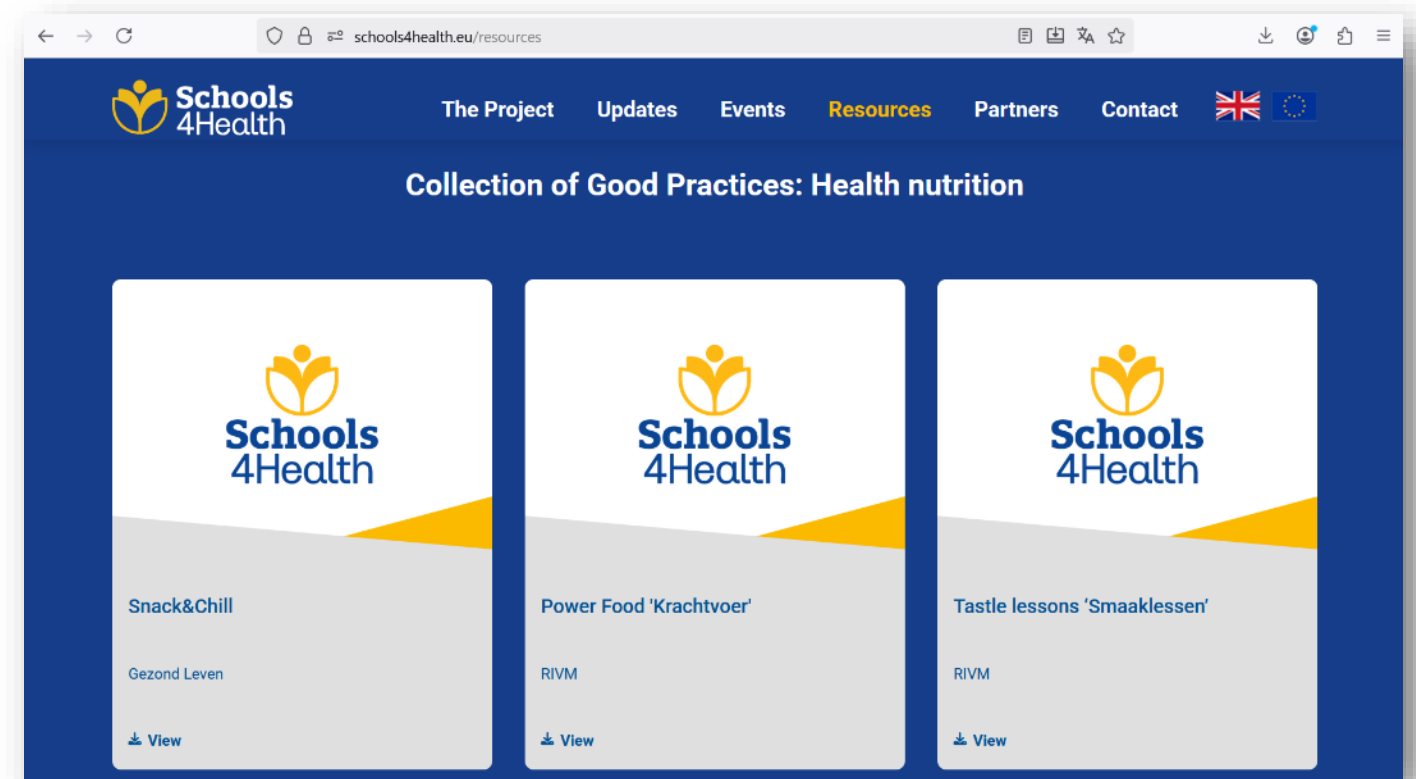 schools4health.eu/resources
Schools
4Health
The Project Updates Events Resources Partners Contact
Collection of Good Practices: Health nutrition
Schools
4Health
Schools
4Health
Schools
4Health
Snack&Chill
Power Food 'Krachtvoer'
Tastle lessons ‘Smaaklessen’
Gezond Leven
RIVM
RIVM
View
View
View